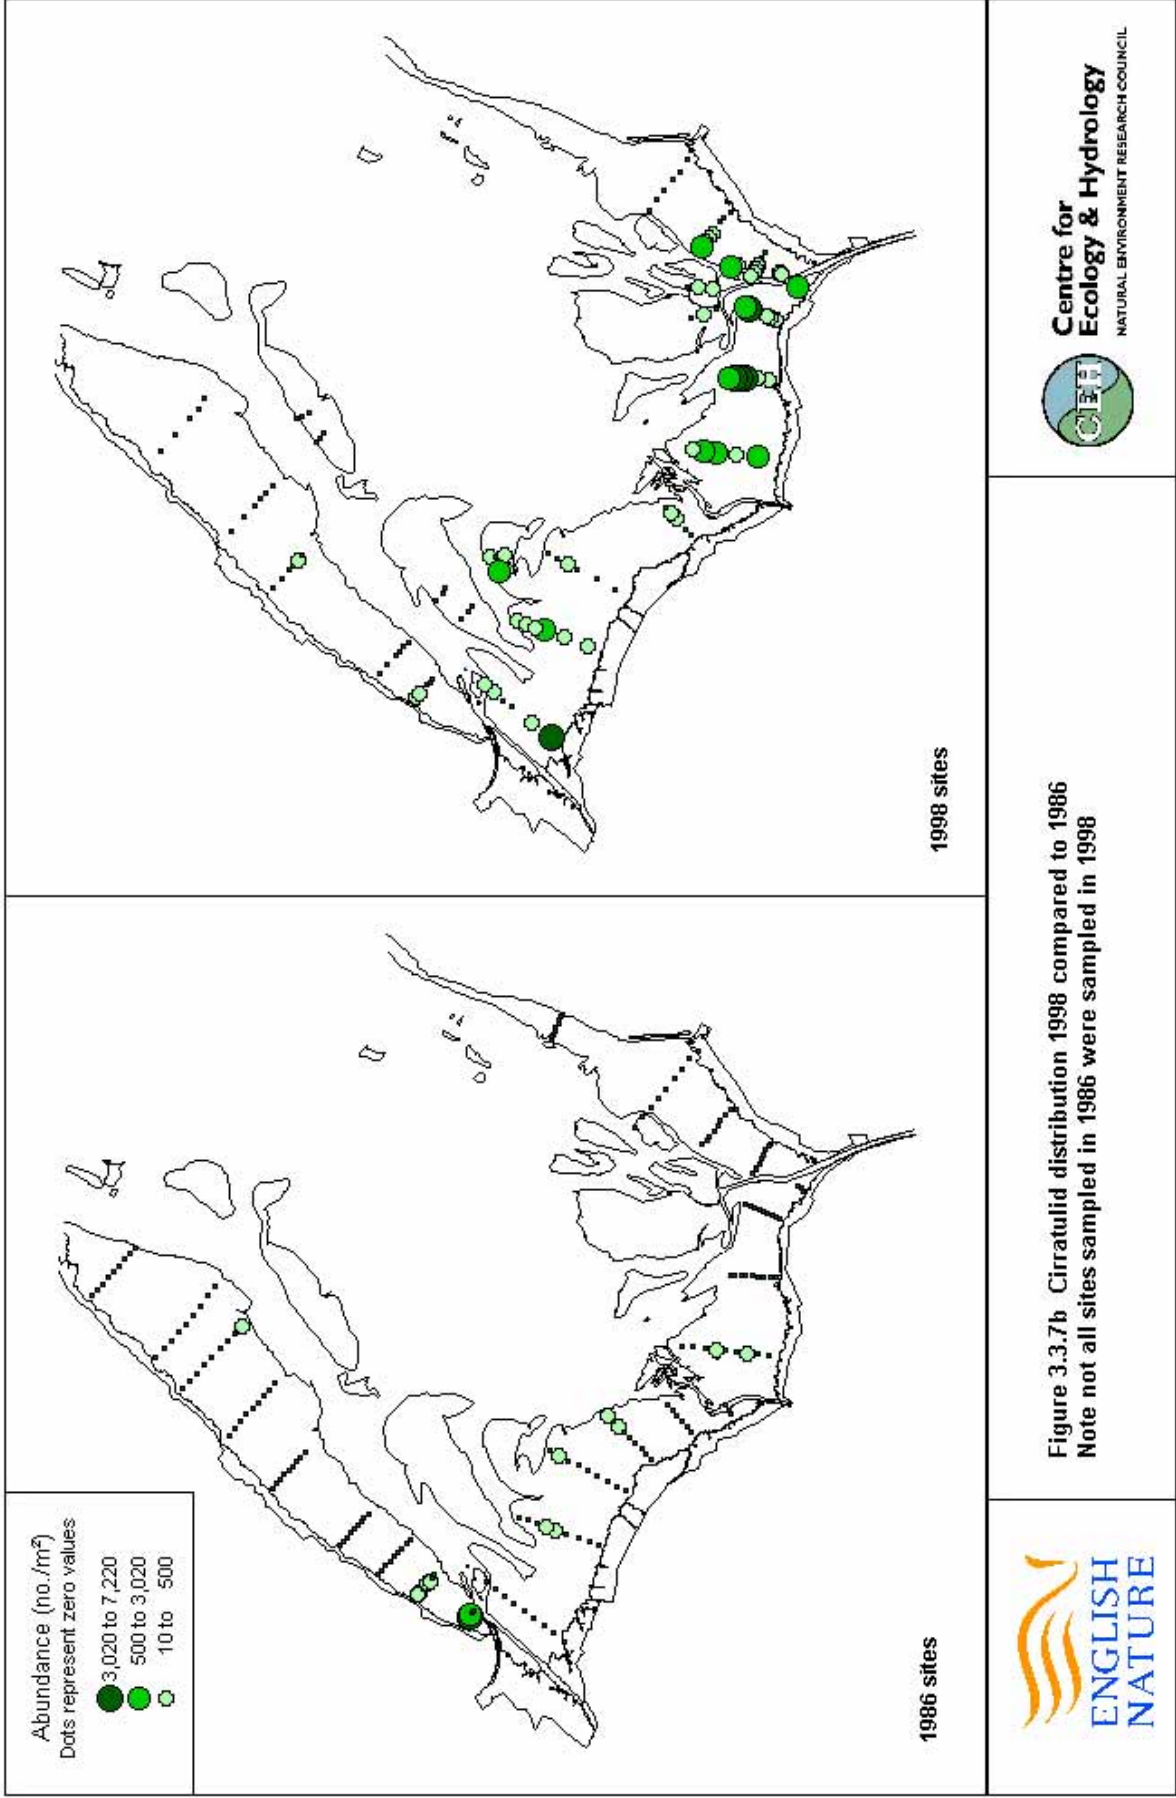 Abundance (no./m²)
Dots represent zero values
3,020 to 7,220
500 to 3,020
10 to 500
1986 sites
1998 sites
ENGLISH
NATURE
Figure 3.3.7b Cirratulid distribution 1998 compared to 1986
Note not all sites sampled in 1986 were sampled in 1998
CEH
Centre for
Ecology & Hydrology
NATURAL ENVIRONMENT RESEARCH COUNCIL